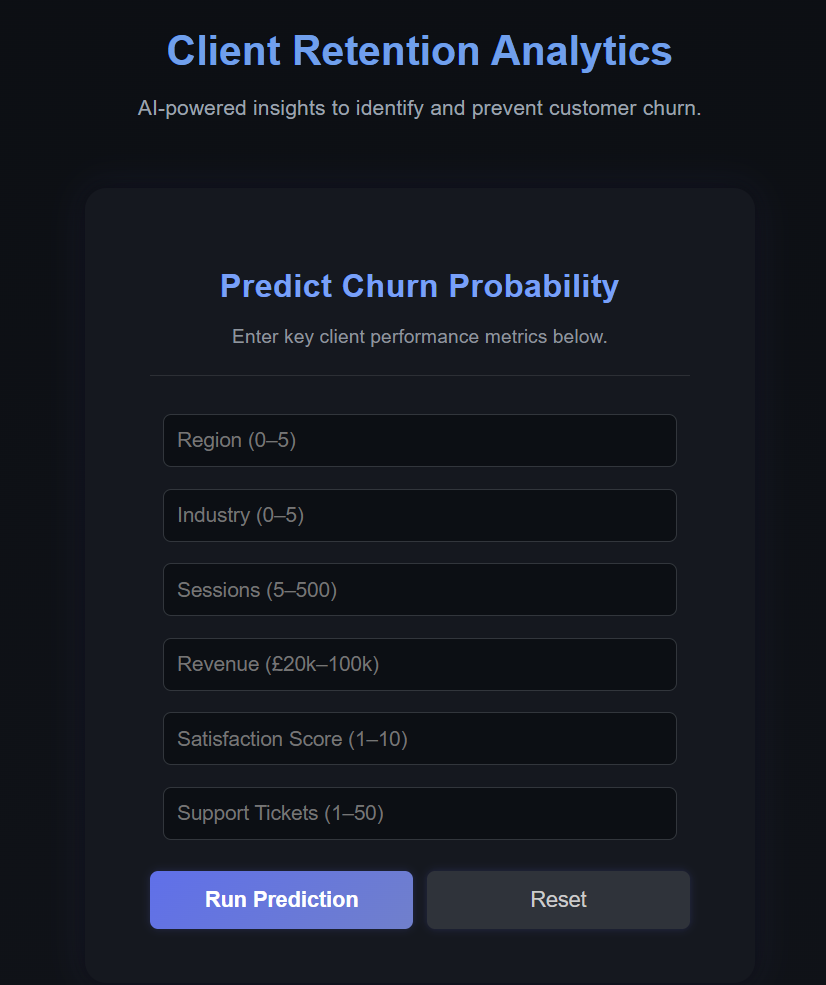 Client Retention Analytics
AI-powered insights to identify and prevent customer churn.
Predict Churn Probability
Enter key client performance metrics below.
Region (0–5)
Industry (0–5)
Sessions (5–500)
Revenue (£20k–100k)
Satisfaction Score (1–10)
Support Tickets (1–50)
Run Prediction
Reset